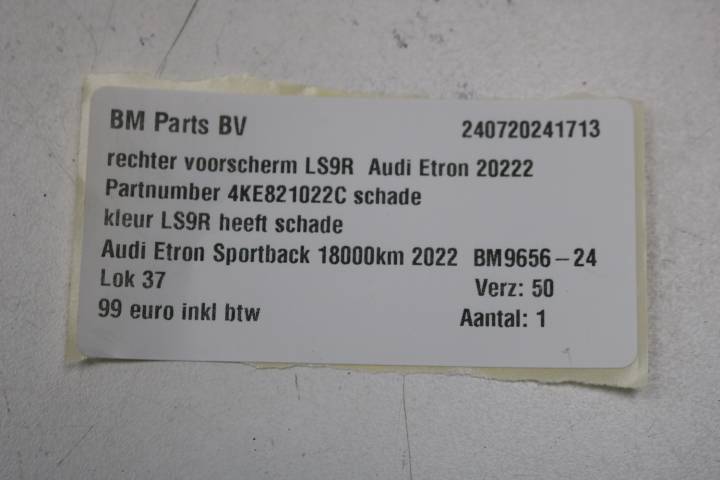 BM Parts BV 240720241713
rechter voorscherm LS9R Audi Etron 20222
Partnumber 4KE821022C schade
kleur LS9R heeft schade
Audi Etron Sportback 18000km 2022 BM9656-24
Lok 37 Verz: 50
99 euro inkl btw Aantal: 1